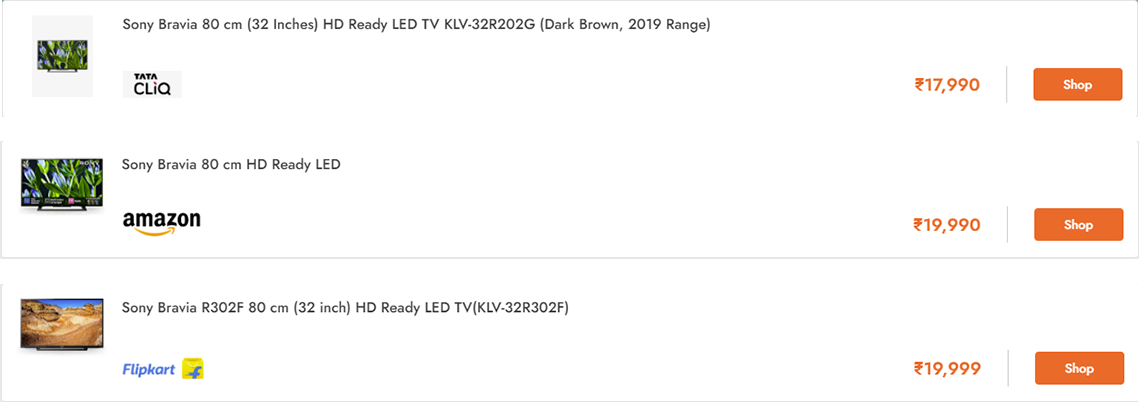 Sony Bravia 80 cm (32 Inches) HD Ready LED TV KLV-32R202G (Dark Brown, 2019 Range)
TATA
CLiQ
₹17,990
Shop
Sony Bravia 80 cm HD Ready LED
SONY
amazon
₹19,990
Shop
Sony Bravia R302F 80 cm (32 inch) HD Ready LED TV(KLV-32R302F)
Flipkart
₹19,999
Shop